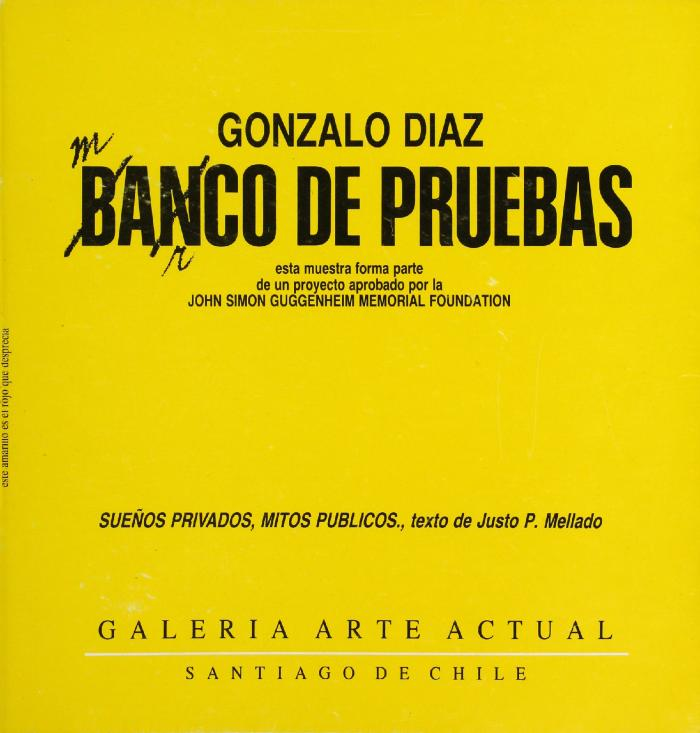 GONZALO DIAZ
m
BANCO DE PRUEBAS
r
esta muestra forma parte
de un proyecto aprobado por la
JOHN SIMON GUGGENHEIM MEMORIAL FOUNDATION
este amarillo es el rojo que desprecia
SUEÑOS PRIVADOS, MITOS PUBLICOS., texto de Justo P. Mellado
GALERIA ARTE ACTUAL
SANTIAGO DE CHILE